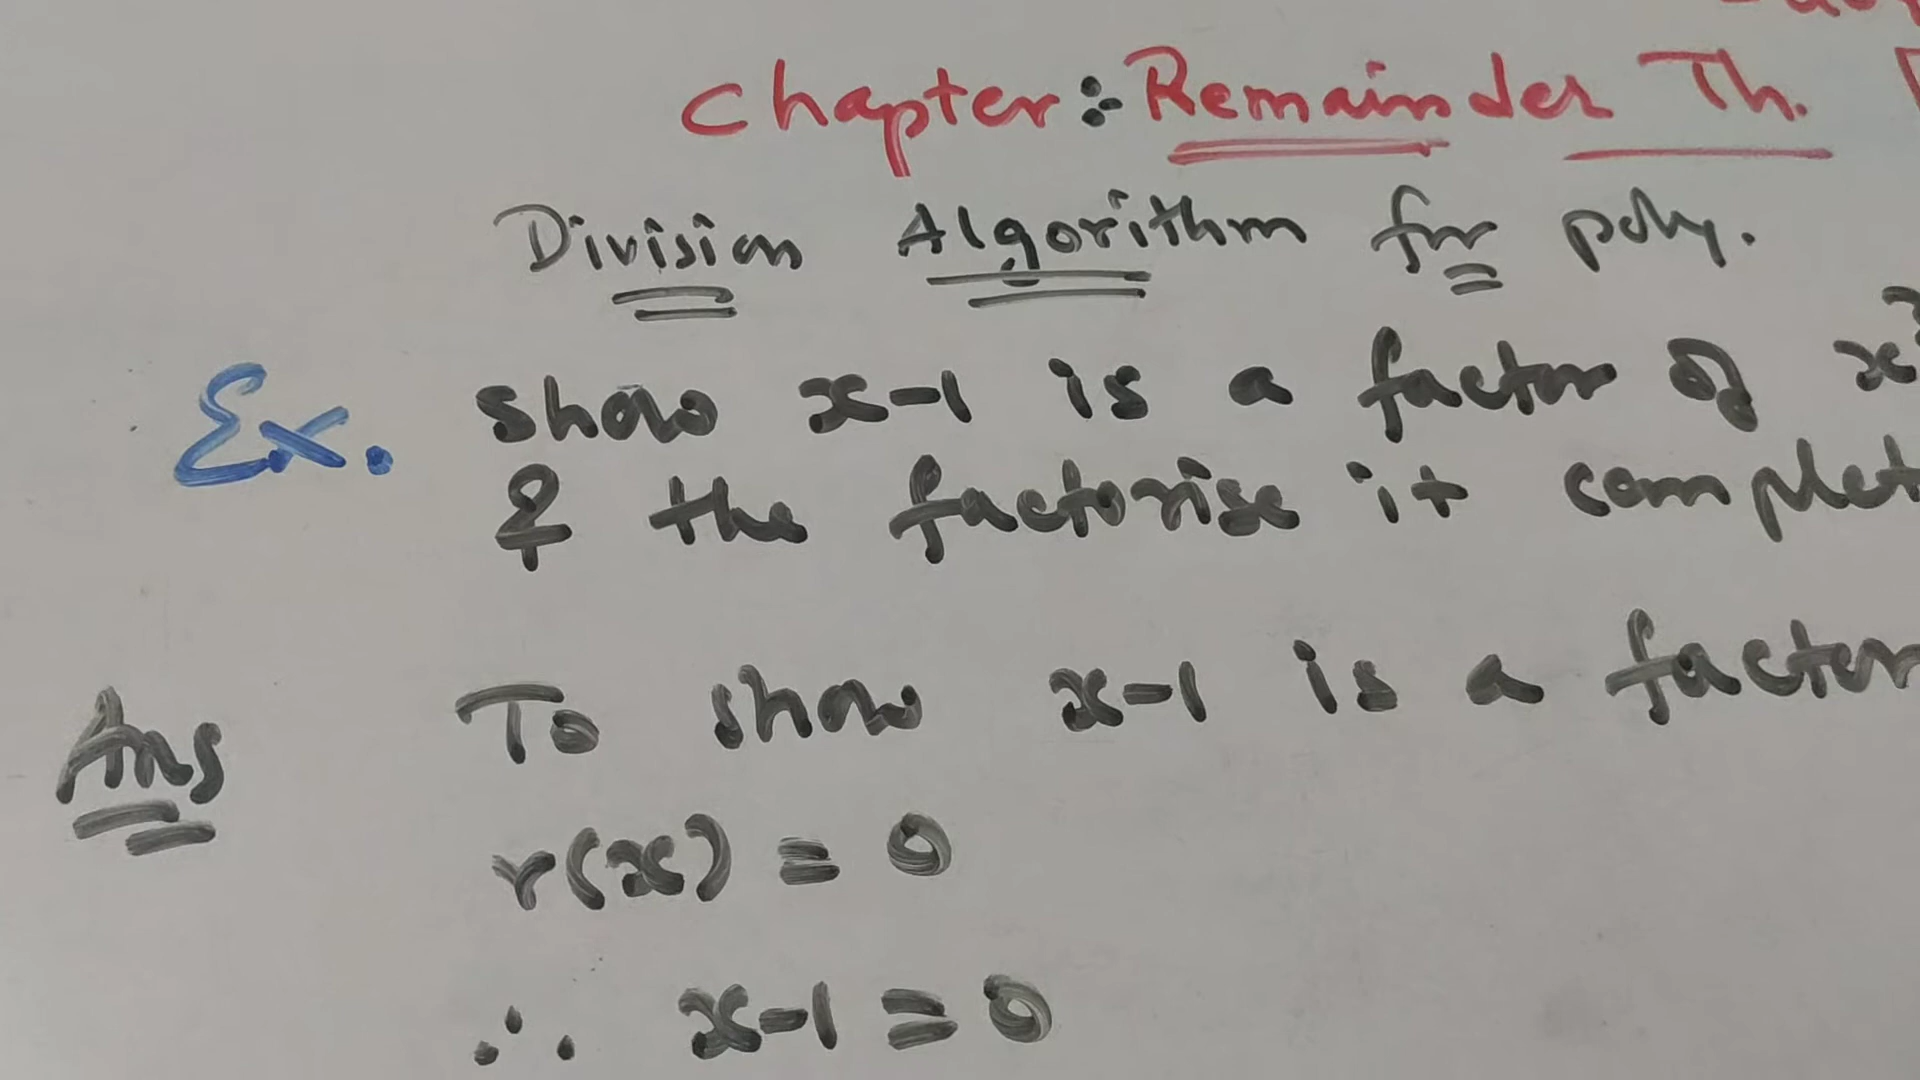 Chapter: Remainder Th.
Division Algorithm for poly.
Ex. show x-1 is a factor of x
& the factorise it complet
Ans To show x-1 is a factor
r(x) = 0
∴ x-1 = 0